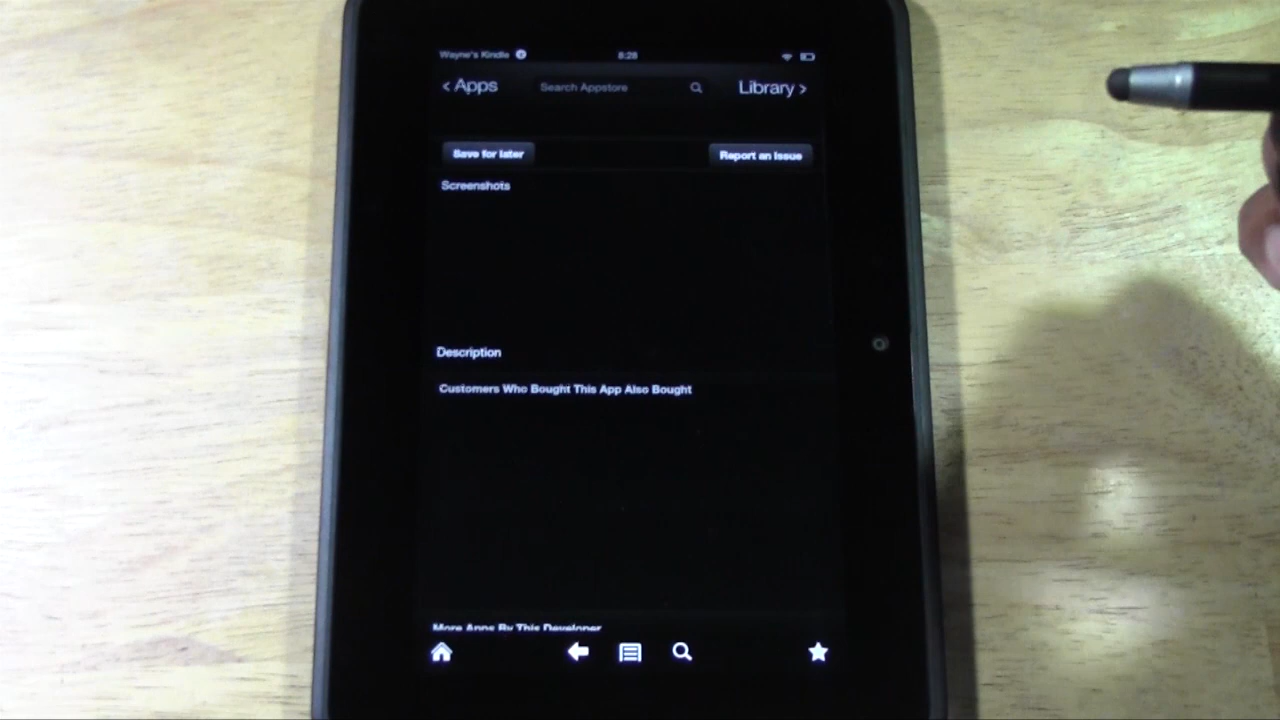 Wayne's Kindle 8:28
< Apps Search Appstore Library >
Save for later Report an Issue
Screenshots
Description
Customers Who Bought This App Also Bought
More Apps By This Developer